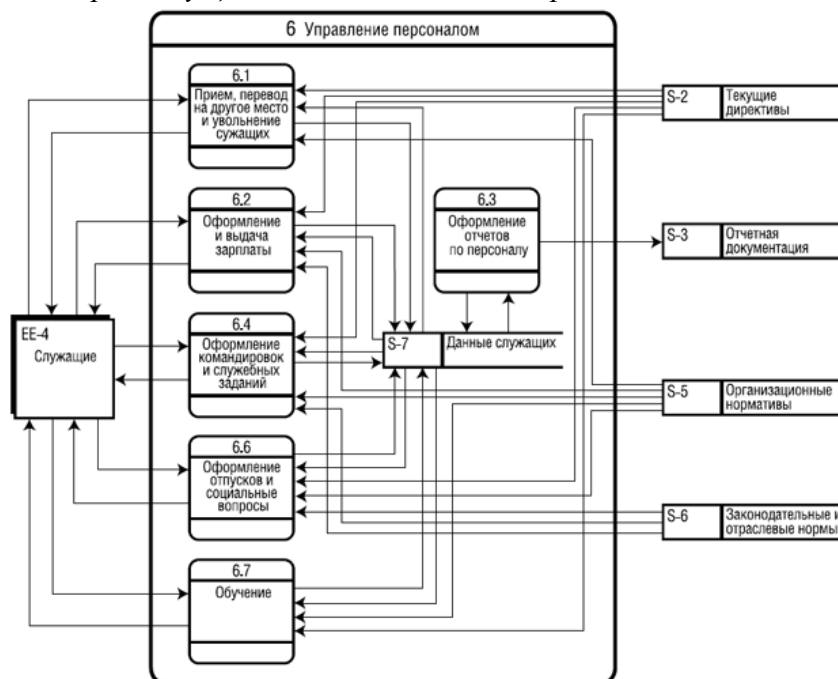 6 Управление персоналом
6.1
Прием, перевод
на другое место
и увольнение
сужащих
S-2
Текущие
директивы
6.2
Оформление
и выдача
зарплаты
6.3
Оформление
отчетов
по персоналу
S-3
Отчетная
документация
EE-4
Служащие
6.4
Оформление
командировок
и служебных
заданий
S-7
Данные служащих
S-5
Организационные
нормативы
6.6
Оформление
отпусков и
социальные
вопросы
S-6
Законодательные и
отраслевые нормы
6.7
Обучение